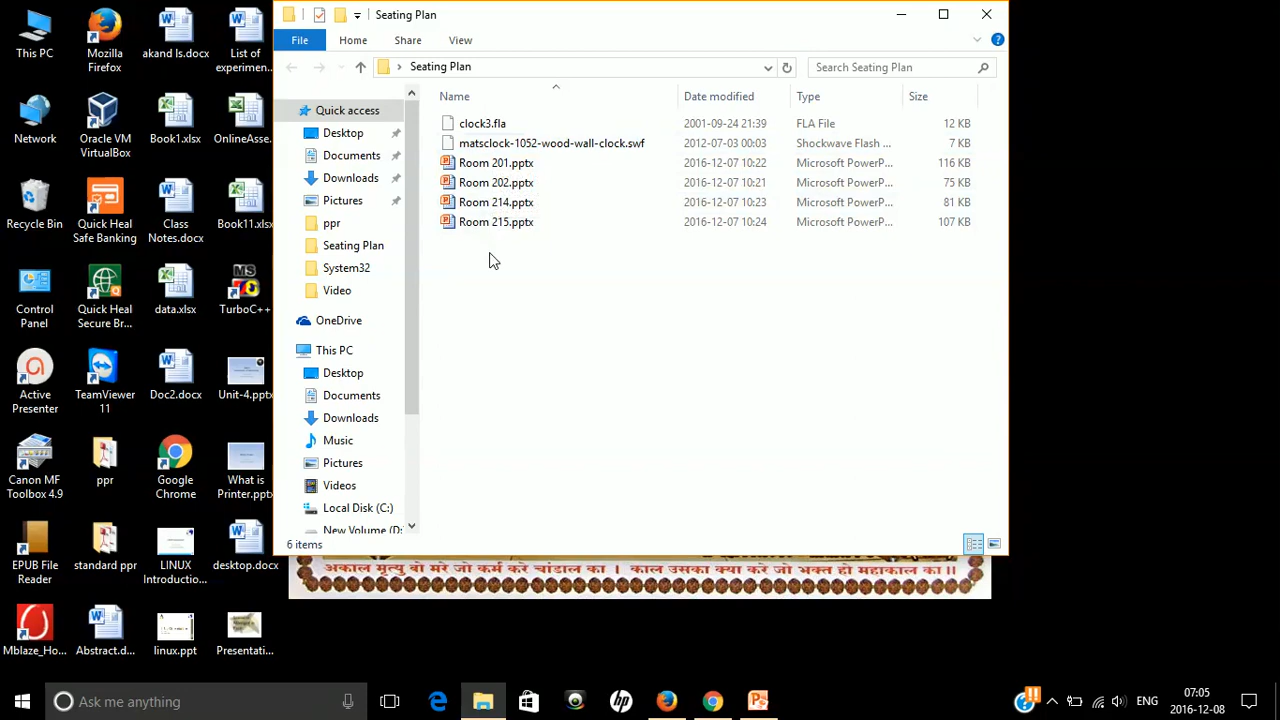 Seating Plan
File
Home
Share
View
Seating Plan
Search Seating Plan
Quick access
Desktop
Documents
Downloads
Pictures
ppr
Seating Plan
System32
Video
OneDrive
This PC
Desktop
Documents
Downloads
Music
Pictures
Videos
Local Disk (C:)
New Volume (D:
6 items
Name
Date modified
Type
Size
clock3.fla 2001-09-24 21:39 FLA File 12 KB
matsclock-1052-wood-wall-clock.swf 2012-07-03 00:03 Shockwave Flash ... 7 KB
Room 201.pptx 2016-12-07 10:22 Microsoft PowerP... 116 KB
Room 202.pptx 2016-12-07 10:21 Microsoft PowerP... 75 KB
Room 214.pptx 2016-12-07 10:23 Microsoft PowerP... 81 KB
Room 215.pptx 2016-12-07 10:24 Microsoft PowerP... 107 KB
This PC
Mozilla
Firefox
akand ls.docx
List of
experimen...
Network
Oracle VM
VirtualBox
Book1.xlsx
OnlineAsse...
Recycle Bin
Quick Heal
Safe Banking
Class
Notes.docx
Book11.xlsx
Control
Panel
Quick Heal
Secure Br...
data.xlsx
MS
TurboC++
Active
Presenter
TeamViewer
11
Doc2.docx
Unit-4.pptx
Canon MF
Toolbox 4.9
ppr
Google
Chrome
What is
Printer.pptx
EPUB File
Reader
standard ppr
LINUX
Introductio...
desktop.docx
Mblaze_Ho...
Abstract.d...
linux.ppt
Presentati...
अकाल मृत्यु वो मरे जो कर्म करे चाडाल का । काल उसका क्या करे जो भक्त हो महाकाल का।।
Ask me anything
ENG
07:05
2016-12-08